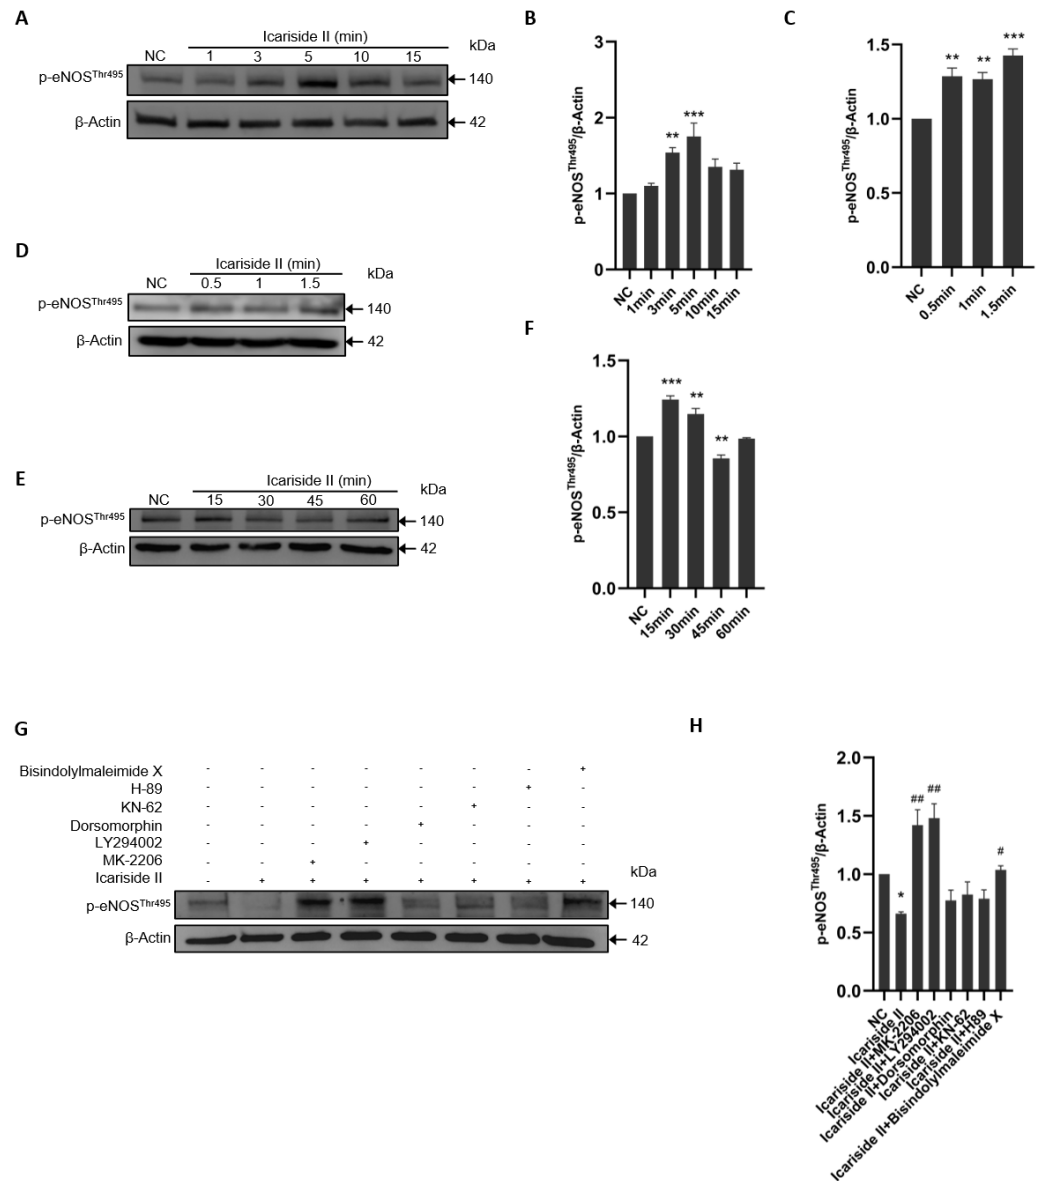 A
Icariside II (min)
NC 1 3 5 10 15 kDa
p-eNOSThr495 140
β-Actin 42
B
p-eNOSThr495/β-Actin
3
2
1
0
NC 1min 3min 5min 10min 15min
** ***
C
p-eNOSThr495/β-Actin
1.5
1.0
0.5
0.0
NC 0.5min 1min 1.5min
** ** ***
D
Icariside II (min)
NC 0.5 1 1.5 kDa
p-eNOSThr495 140
β-Actin 42
E
Icariside II (min)
NC 15 30 45 60 kDa
p-eNOSThr495 140
β-Actin 42
F
p-eNOSThr495/β-Actin
1.5
1.0
0.5
0.0
NC 15min 30min 45min 60min
*** ** **
G
Bisindolylmaleimide X - - - - - - - +
H-89 - - - - - - + -
KN-62 - - - - - + - -
Dorsomorphin - - - - + - - -
LY294002 - - - + - - - -
MK-2206 - - + - - - - -
Icariside II - + + + + + + +
kDa
p-eNOSThr495 140
β-Actin 42
H
p-eNOSThr495/β-Actin
2.0
1.5
1.0
0.5
0.0
* ## ## #
NC
Icariside II
Icariside II+MK-2206
Icariside II+LY294002
Icariside II+Dorsomorphin
Icariside II+KN-62
Icariside II+H89
Icariside II+Bisindolylmaleimide X